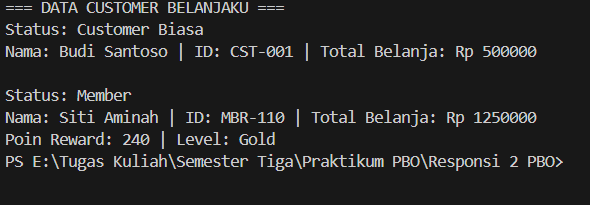 === DATA CUSTOMER BELANJAKU ===
Status: Customer Biasa
Nama: Budi Santoso | ID: CST-001 | Total Belanja: Rp 500000
Status: Member
Nama: Siti Aminah | ID: MBR-110 | Total Belanja: Rp 1250000
Poin Reward: 240 | Level: Gold
PS E:\Tugas Kuliah\Semester Tiga\Praktikum PBO\Responsi 2 PBO>